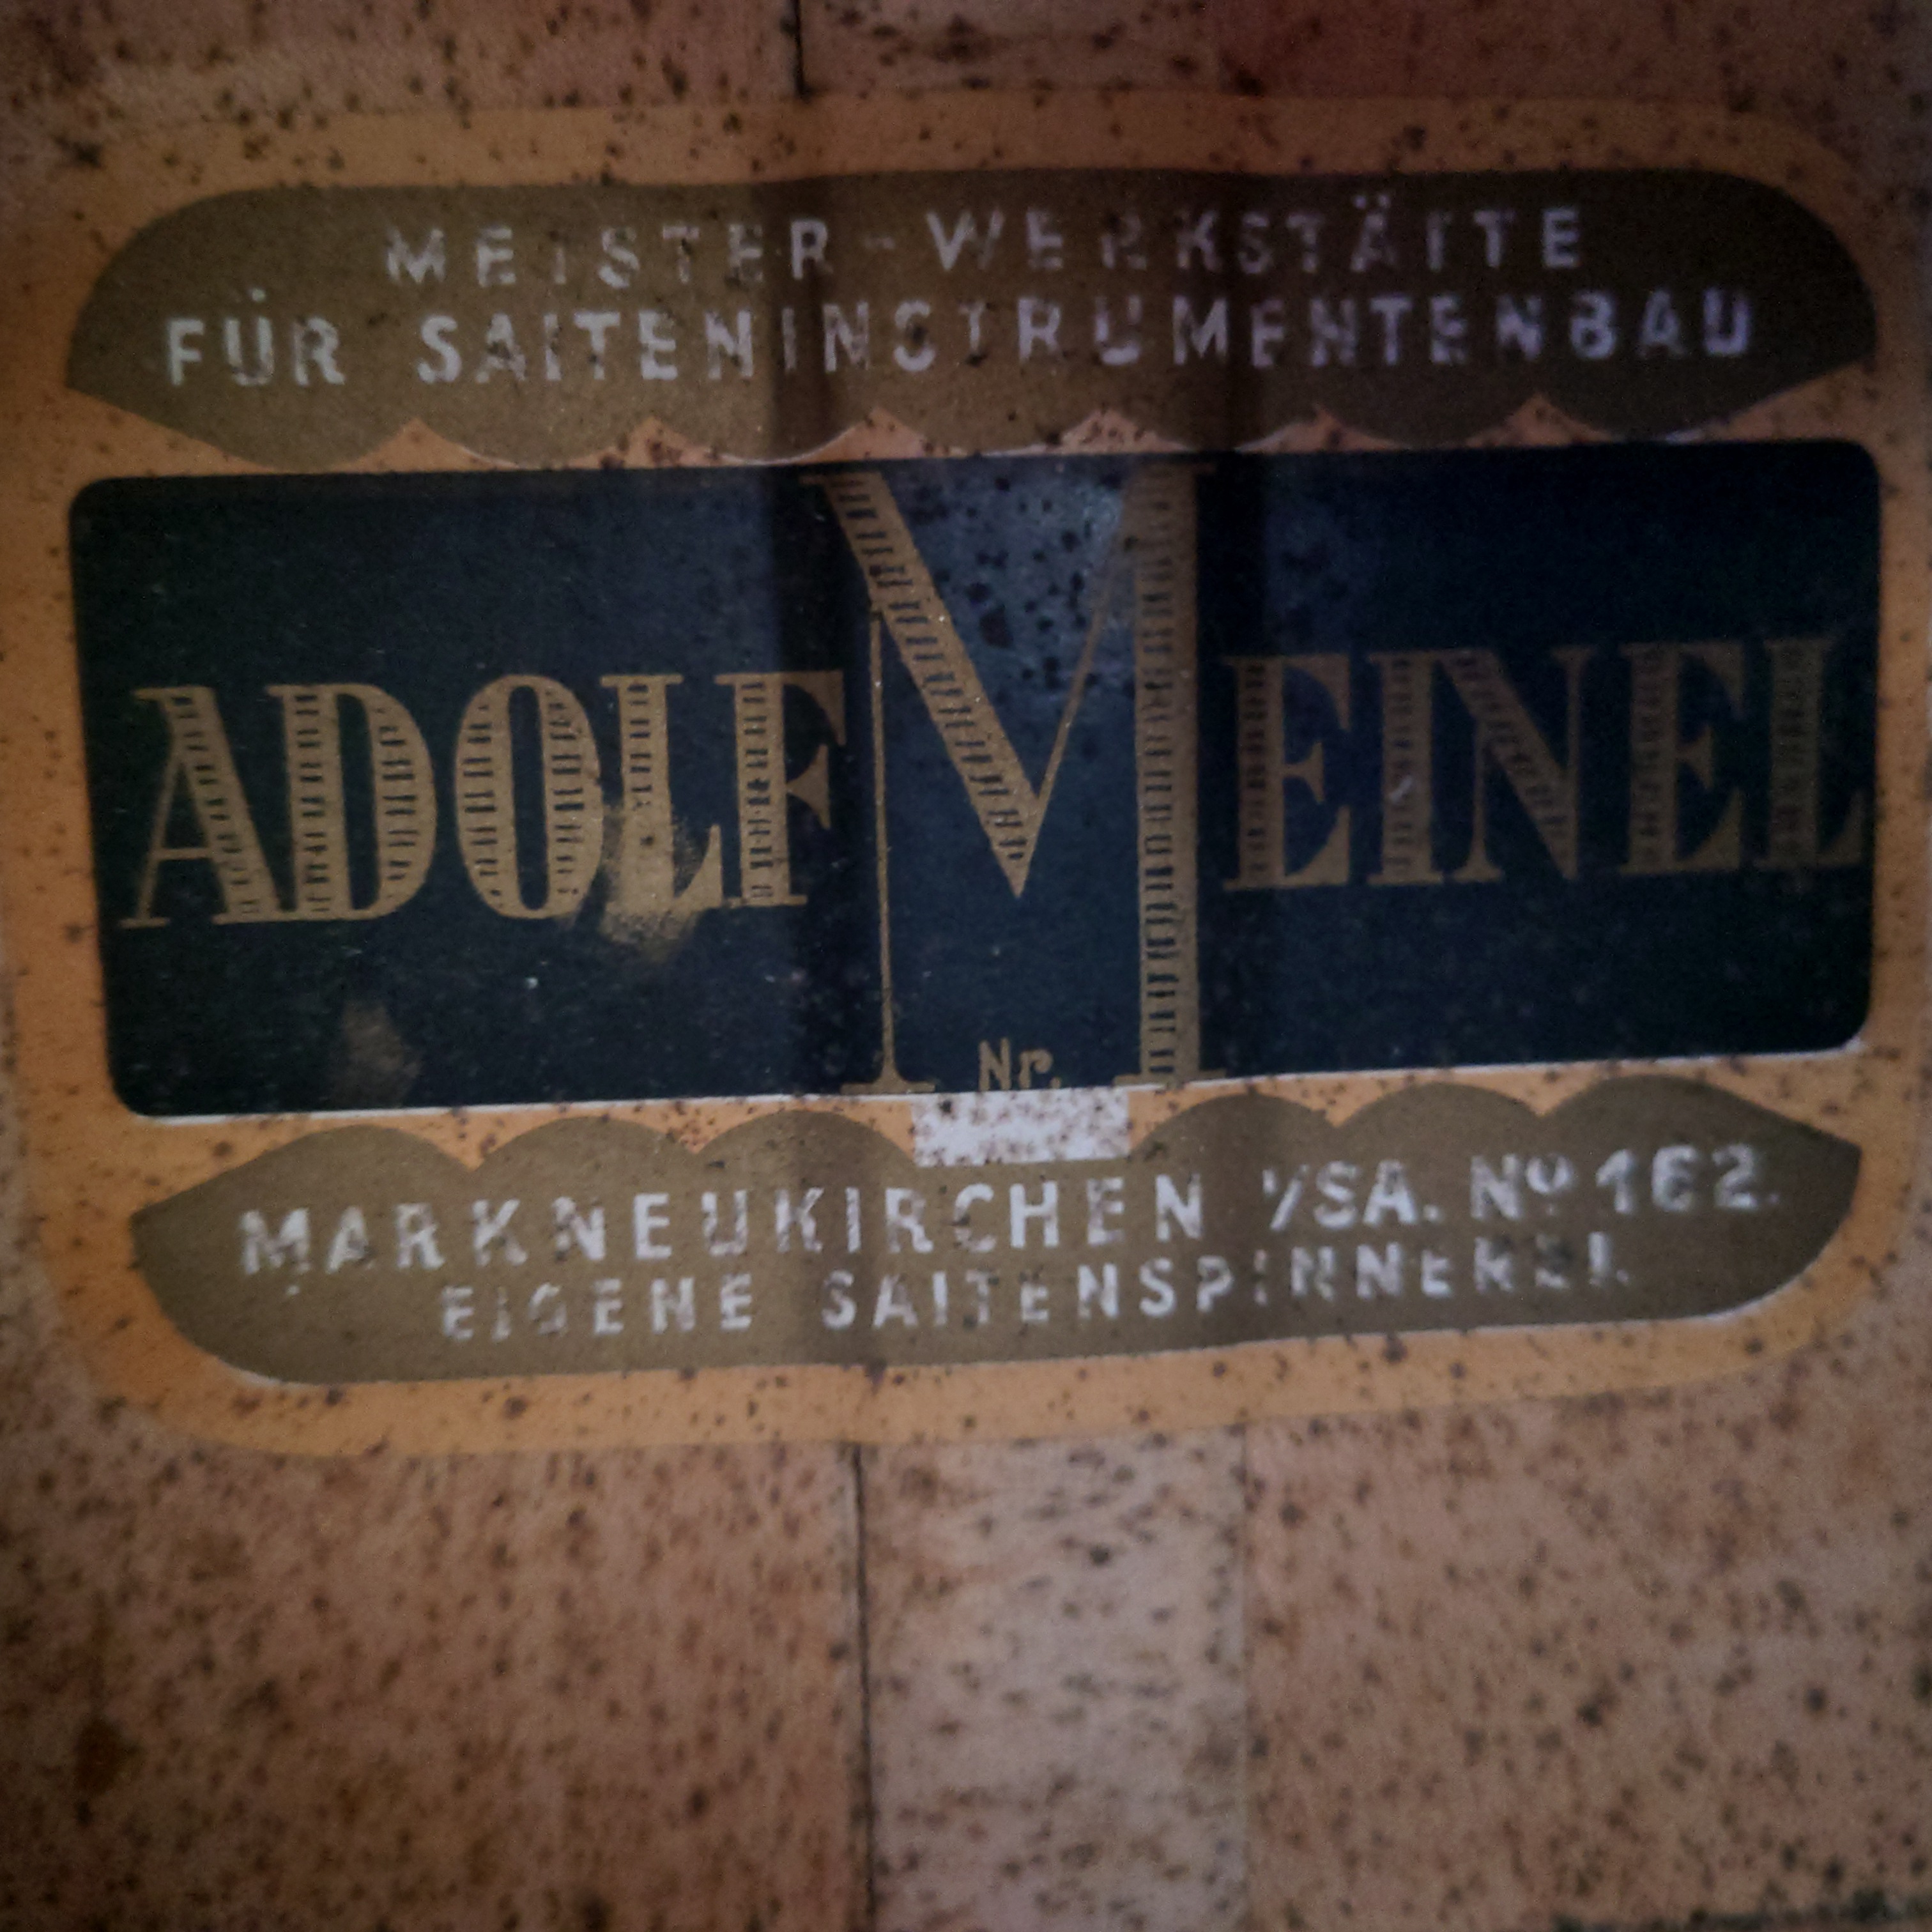 MEISTER-WERKSTÄTTE
FÜR SAITENINSTRUMENTENBAU
ADOLF MEINEL
Nr.
MARKNEUKIRCHEN I/SA. Nº 162.
EIGENE SAITENSPINNEREI.